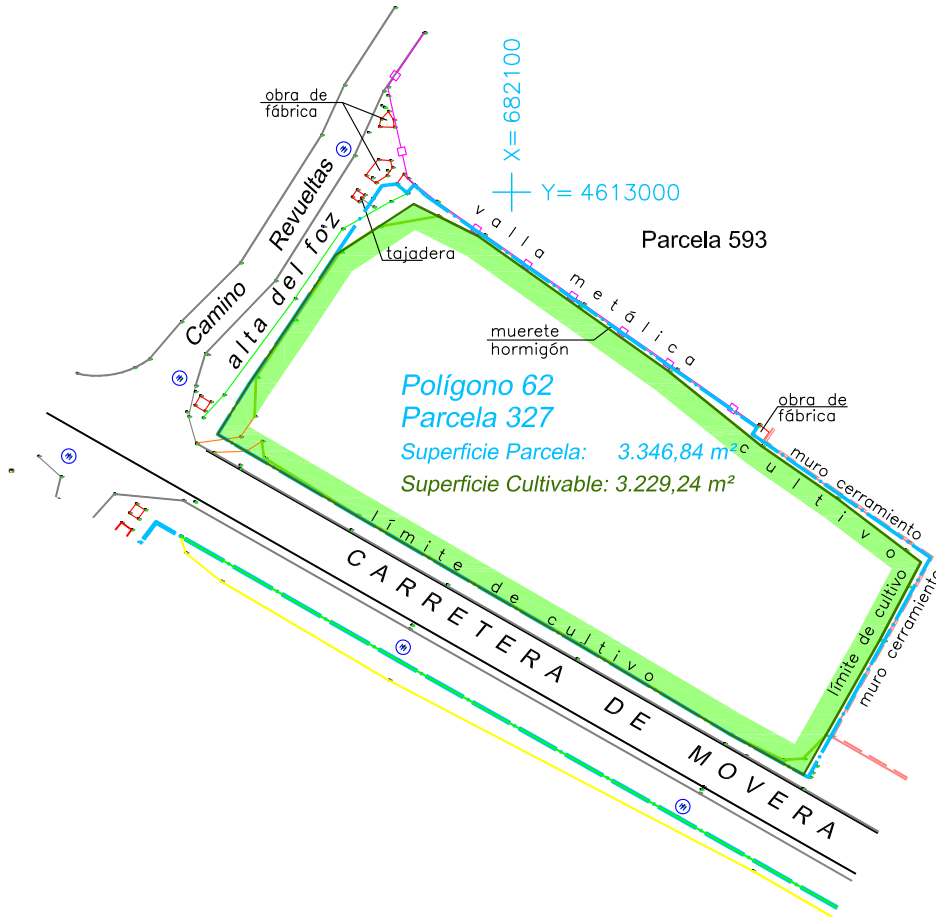 obra de
fábrica
X= 682100
Y= 4613000
Parcela 593
Camino Revueltas
alta del fo'z
tajadera
valla metálica
muerete
hormigón
Polígono 62
Parcela 327
Superficie Parcela: 3.346,84 m²
Superficie Cultivable: 3.229,24 m²
obra de
fábrica
cultivo
muro cerramiento
límite de cultivo
muro cerramiento
límite de cultivo
CARRETERA DE MOVERA